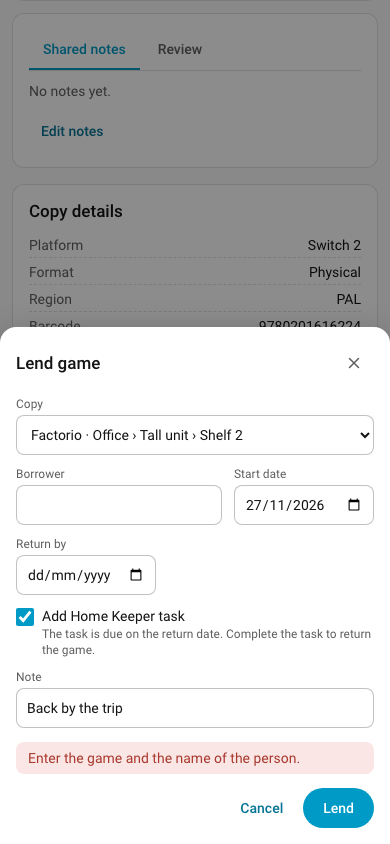 Shared notes
Review
No notes yet.
Edit notes
Copy details
Platform
Switch 2
Format
Physical
Region
PAL
Barcode
9780201616224
Lend game
Copy
Factorio · Office › Tall unit › Shelf 2
Borrower
Start date
27/11/2026
Return by
dd/mm/yyyy
Add Home Keeper task
The task is due on the return date. Complete the task to return
the game.
Note
Back by the trip
Enter the game and the name of the person.
Cancel
Lend